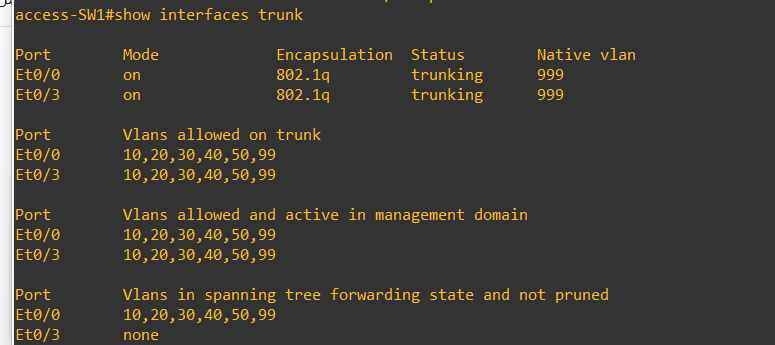 access-SW1#show interfaces trunk
Port Mode Encapsulation Status Native vlan
Et0/0 on 802.1q trunking 999
Et0/3 on 802.1q trunking 999
Port Vlans allowed on trunk
Et0/0 10,20,30,40,50,99
Et0/3 10,20,30,40,50,99
Port Vlans allowed and active in management domain
Et0/0 10,20,30,40,50,99
Et0/3 10,20,30,40,50,99
Port Vlans in spanning tree forwarding state and not pruned
Et0/0 10,20,30,40,50,99
Et0/3 none